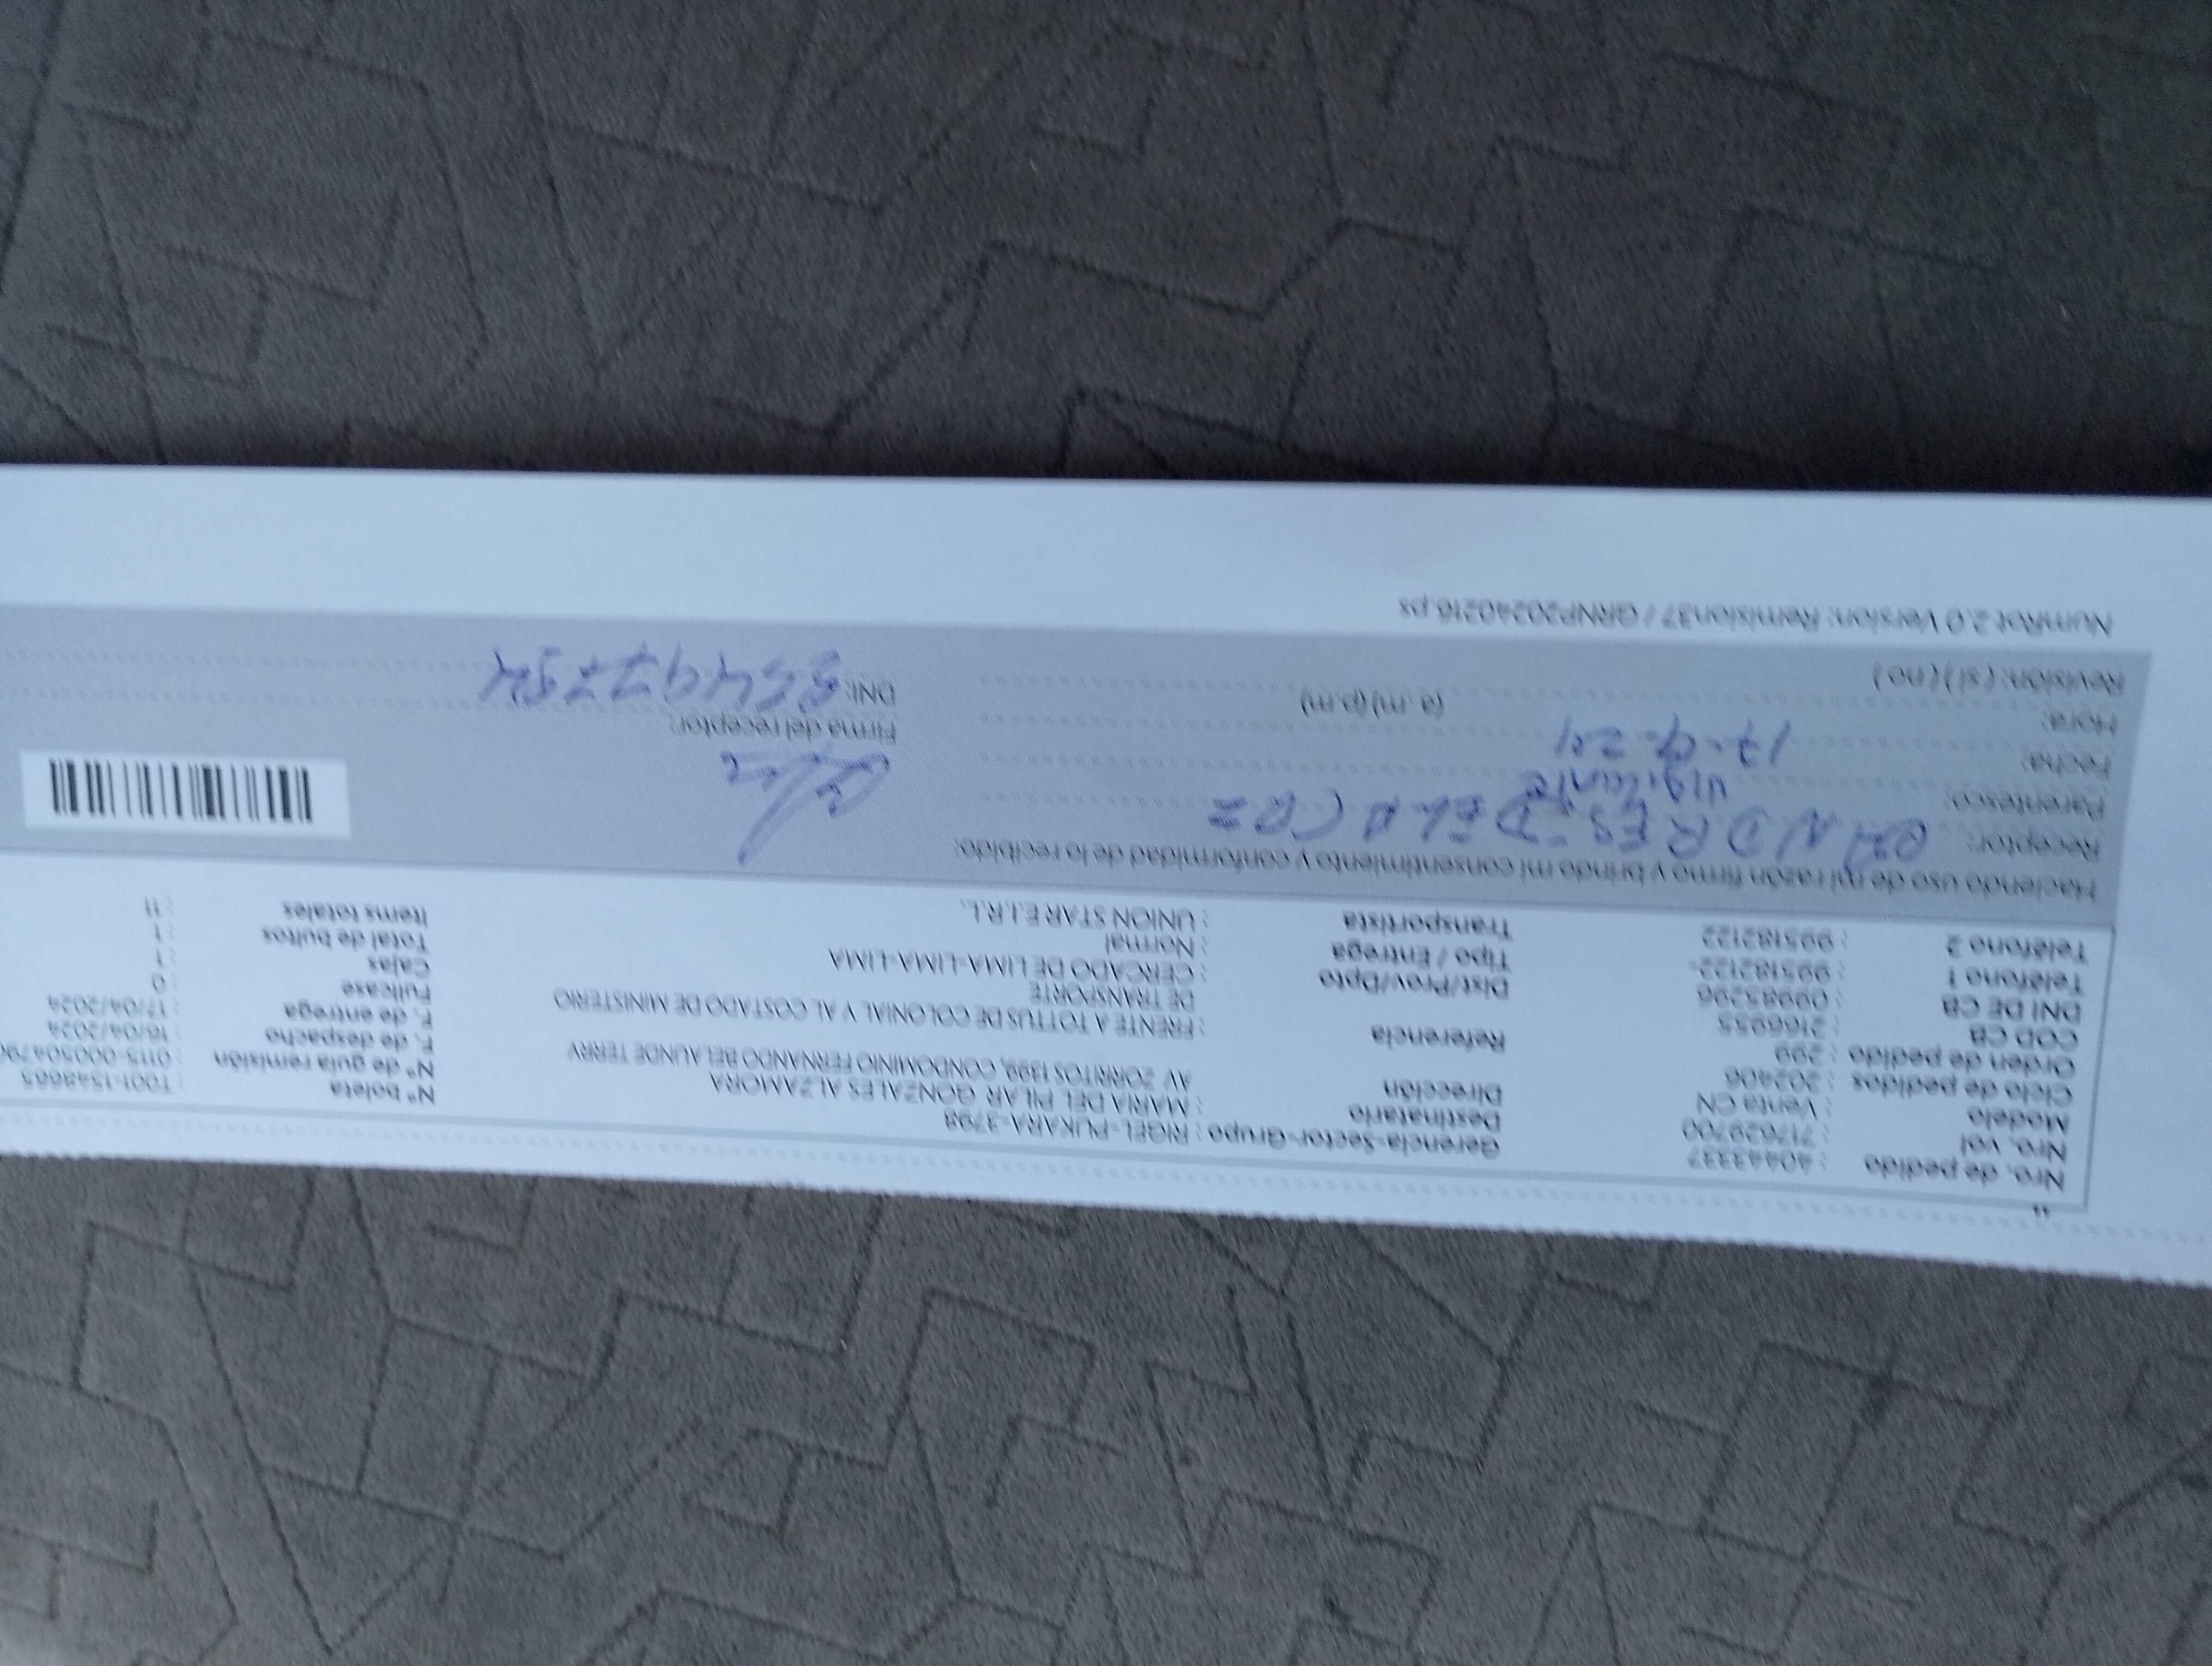 Nro. de pedido : 40443337 Gerencia-Sector-Grupo : RIGEL-PUKARA-3798 N° boleta : T001-1548665
Nro. vol : 717629700 Destinatario : MARIA DEL PILAR GONZALES ALZAMORA N° de guía remisión : 0115-00050479
Modelo : Venta CN Dirección AV ZORRITOS 1399, CONDOMINIO FERNANDO BELAUNDE TERRY F. de despacho : 16/04/2024
Ciclo de pedidos : 202406 F. de entrega : 17/04/2024
Orden de pedido : 299 Referencia : FRENTE A TOTTUS DE COLONIAL Y AL COSTADO DE MINISTERIO Fullcase : 0
COD CB : 2166955 DE TRANSPORTE Cajas : 1
DNI DE CB : 09985296 Dist/Prov/Dpto : CERCADO DE LIMA-LIMA-LIMA Total de bultos : 1
Teléfono 1 : 995182122- Tipo / Entrega : Normal Items totales : 11
Teléfono 2 : 995182122 Transportista : UNION STAR E.I.R.L.
Haciendo uso de mi razón firmo y brindo mi consentimiento y conformidad de lo recibido:
Receptor: ANDRES DELA CRZ
Parentesco: Vigilante
Fecha: 17-4-24 Firma del receptor:
Hora: (a. m) (p.m) DNI:
Revisión: ( si ) ( no )
NumRot 2.0 Version: Remision37 / GRNP20240216.ps